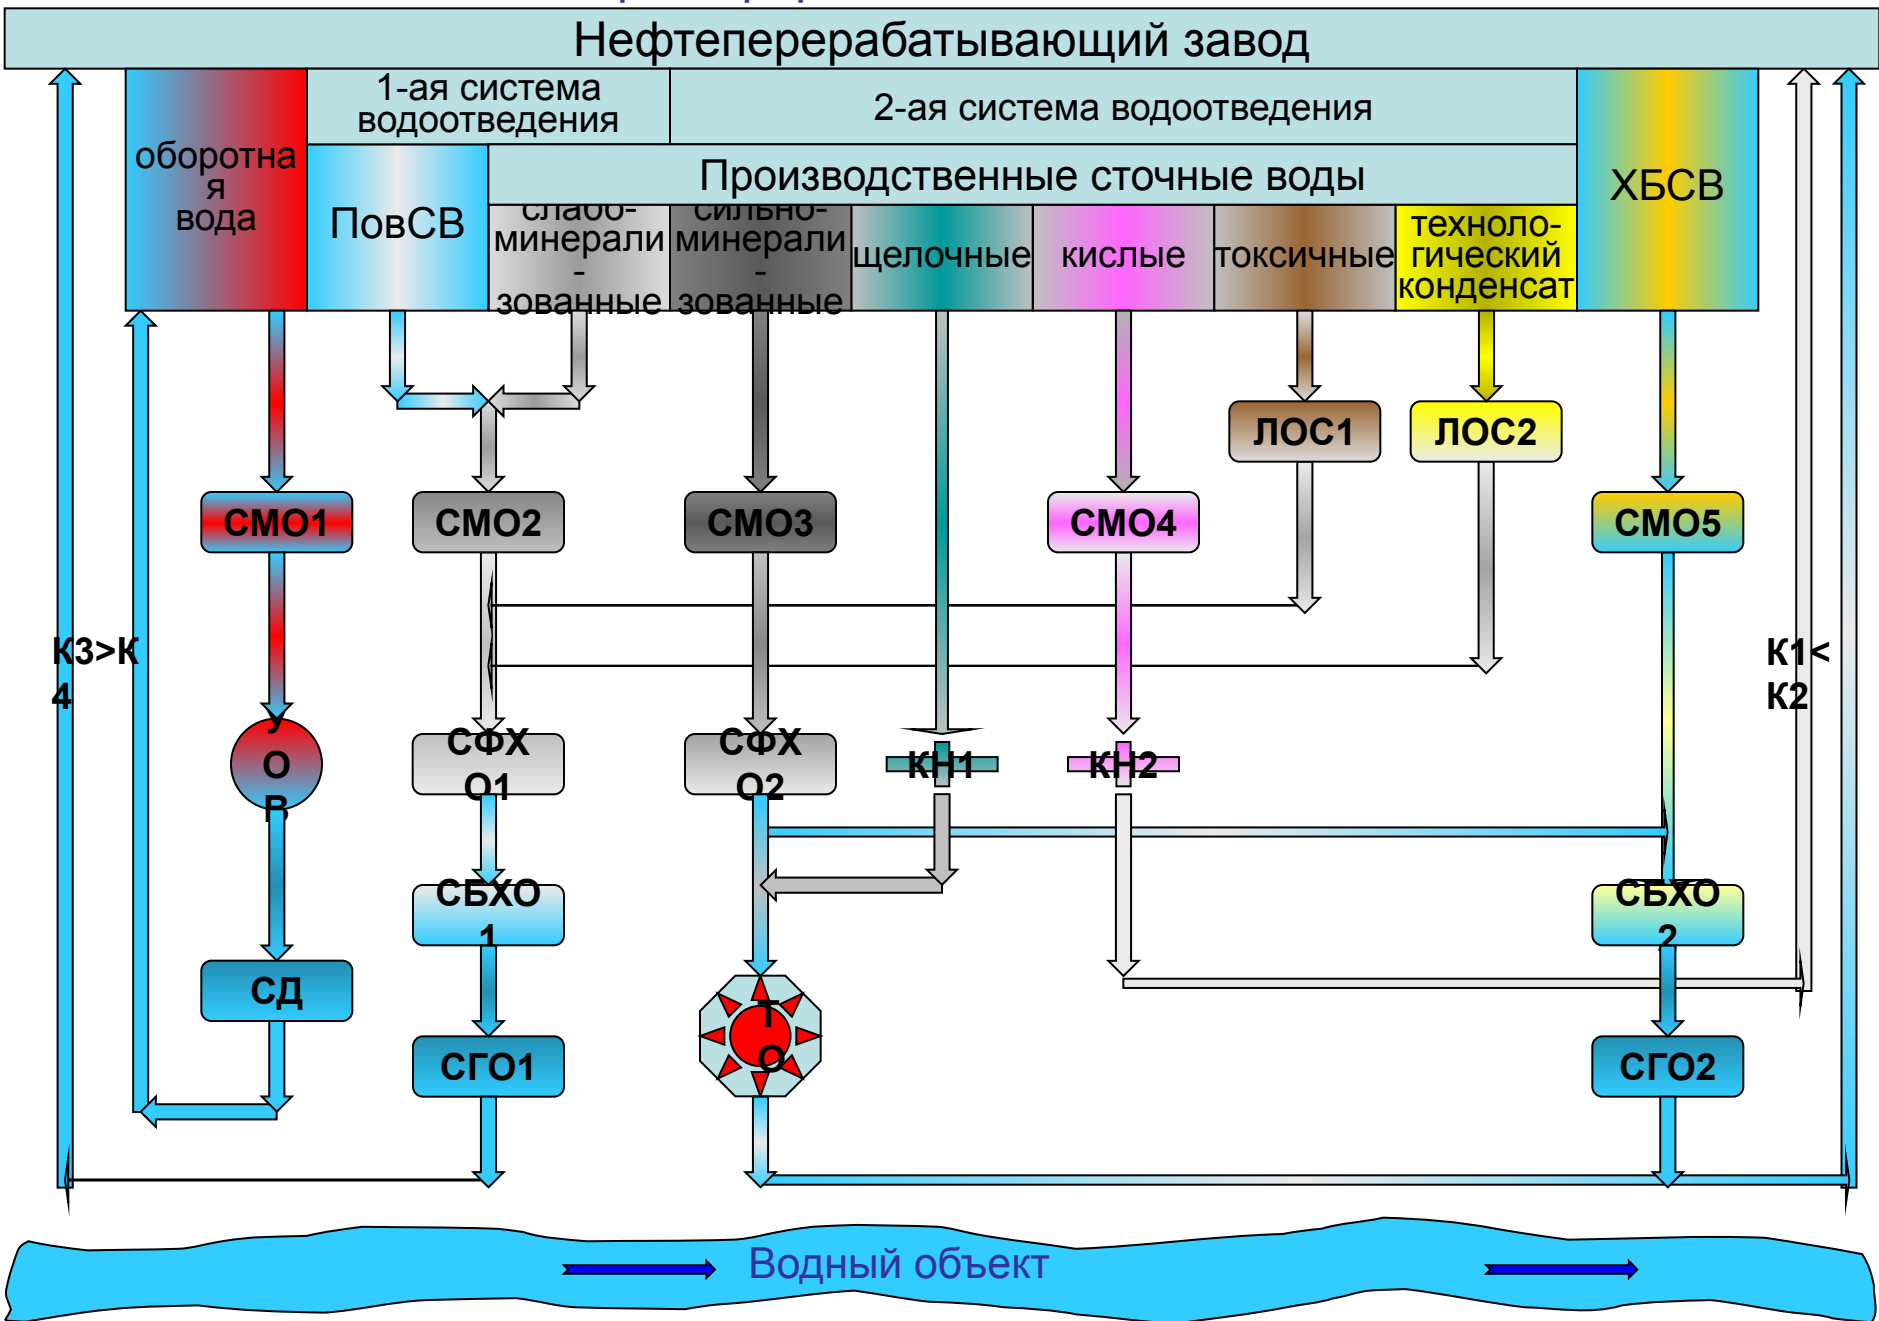 Нефтеперерабатывающий завод
1-ая система
водоотведения
2-ая система водоотведения
оборотна
я
вода
ПовСВ
Производственные сточные воды
ХБСВ
слабо-
минерали
-
зованные
сильно-
минерали
-
зованные
щелочные
кислые
токсичные
техноло-
гический
конденсат
ЛОС1
ЛОС2
СМО1
СМО2
СМО3
СМО4
СМО5
К3>К
4
К1<
К2
У
О
В
СФХ
О1
СФХ
О2
КН1
КН2
СБХО
1
СБХО
2
СД
Т
О
СГО1
СГО2
Водный объект